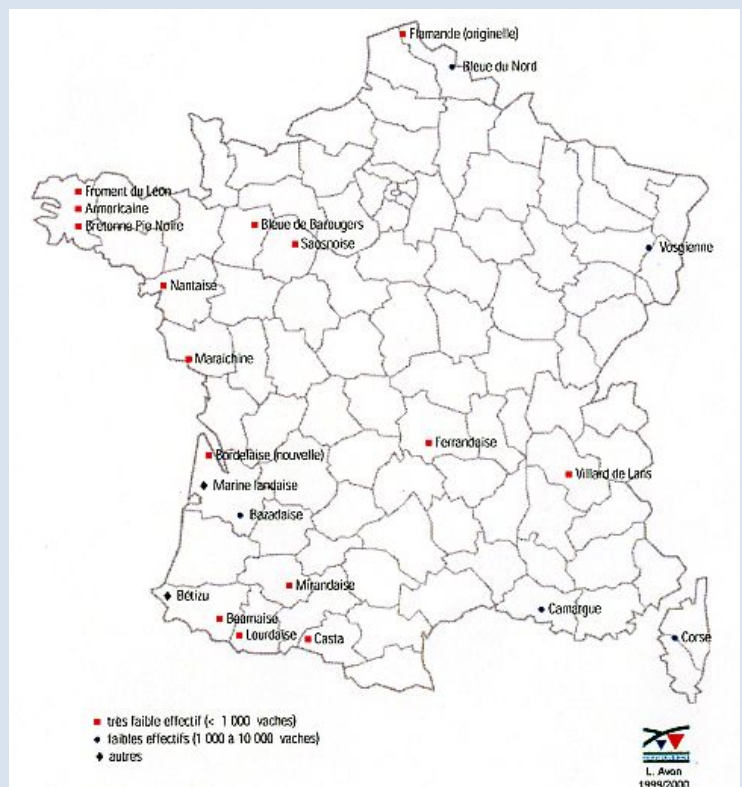 Flamande (originelle)
Bleue du Nord
Froment du Léon
Armoricaine
Bretonne Pie Noire
Bleue de Bazougers
Saosnoise
Vosgienne
Nantaise
Maraichine
Ferrandaise
Bordelaise (nouvelle)
Villard de Lans
Marine landaise
Bazadaise
Mirandaise
Bétizu
Camargue
Béarnaise
Lourdaise
Casta
Corse
très faible effectif (< 1 000 vaches)
faibles effectifs (1 000 à 10 000 vaches)
autres
L. Avon
1999/2000